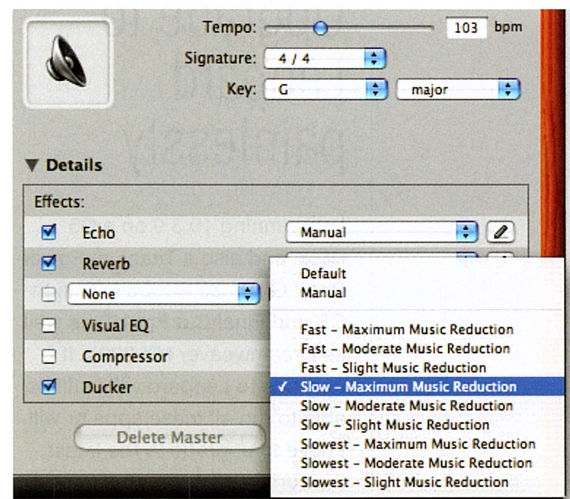 Tempo: 103 bpm
Signature: 4 / 4
Key: G major
▼ Details
Effects:
✓ Echo Manual
✓ Reverb
None
Visual EQ
Compressor
✓ Ducker
Delete Master
Default
Manual
Fast – Maximum Music Reduction
Fast – Moderate Music Reduction
Fast – Slight Music Reduction
✓ Slow – Maximum Music Reduction
Slow – Moderate Music Reduction
Slow – Slight Music Reduction
Slowest – Maximum Music Reduction
Slowest – Moderate Music Reduction
Slowest – Slight Music Reduction